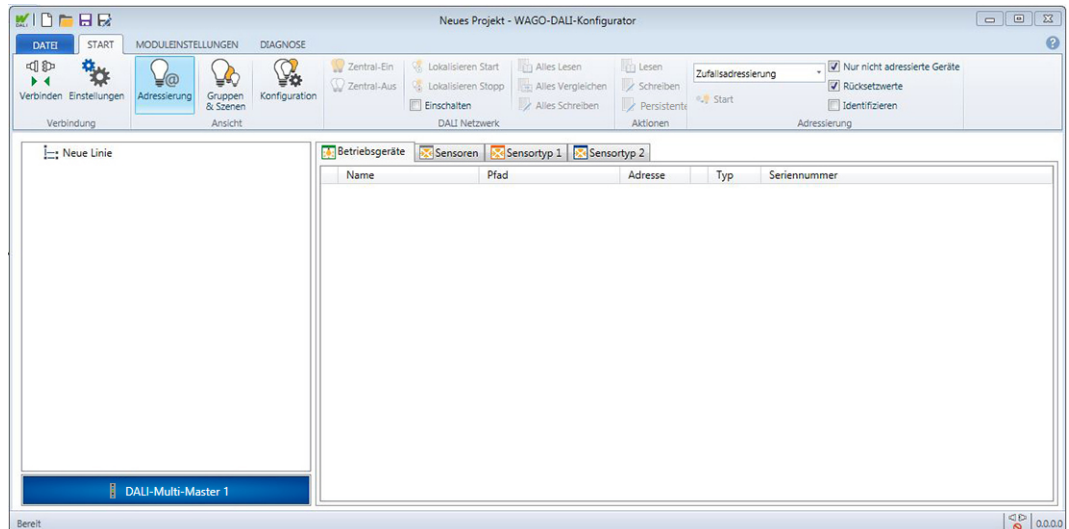 Neues Projekt - WAGO-DALI-Konfigurator
DATEI START MODULEINSTELLUNGEN DIAGNOSE
Verbinden Einstellungen
Verbindung
Adressierung Gruppen & Szenen Konfiguration
Ansicht
Zentral-Ein Lokalisieren Start Alles Lesen
Zentral-Aus Lokalisieren Stopp Alles Vergleichen
Einschalten Alles Schreiben
DALI Netzwerk
Lesen
Schreiben
Persistente
Aktionen
Zufallsadressierung Nur nicht adressierte Geräte
Start Rücksetzwerte
Identifizieren
Adressierung
Neue Linie
Betriebsgeräte Sensoren Sensortyp 1 Sensortyp 2
Name Pfad Adresse Typ Seriennummer
DALI-Multi-Master 1
Bereit 0.0.0.0